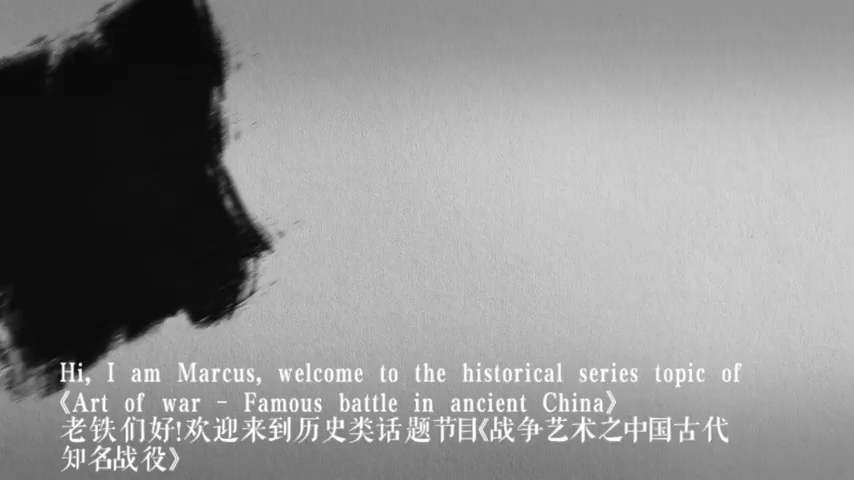 Hi, I am Marcus, welcome to the historical series topic of
《Art of war - Famous battle in ancient China》
老铁们好!欢迎来到历史类话题节目《战争艺术之中国古代
知名战役》